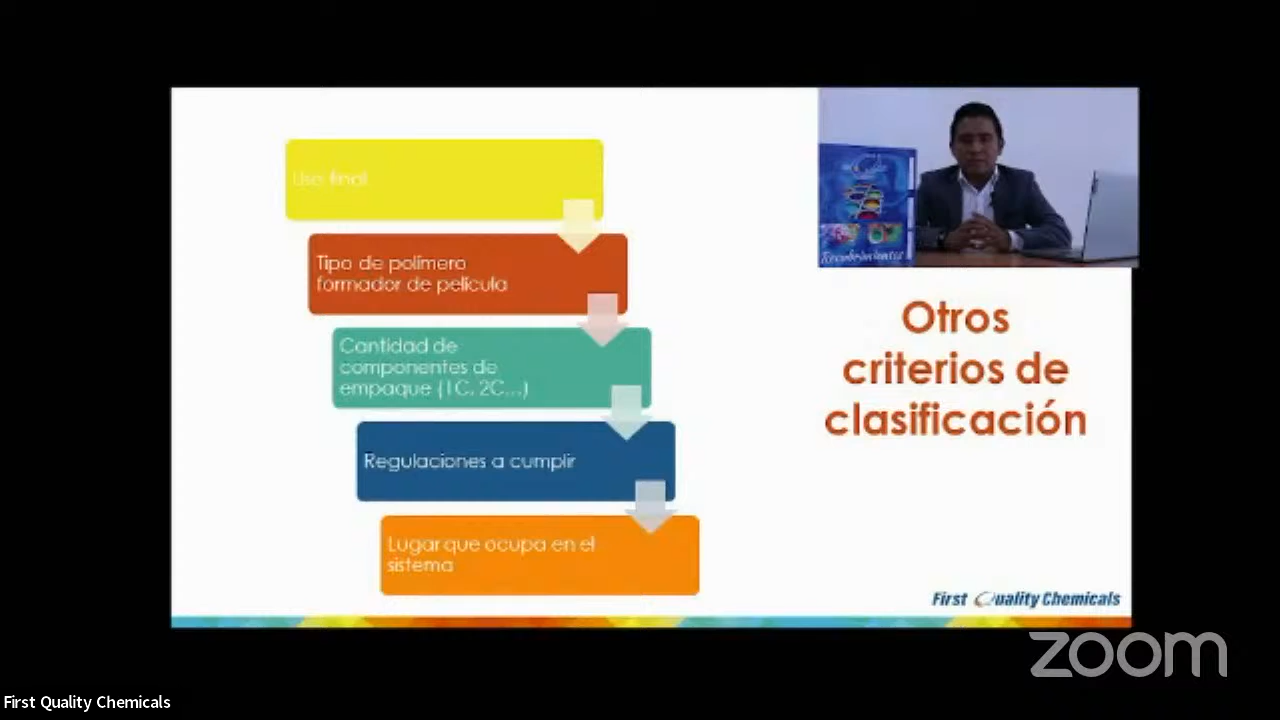 Uso final
Tipo de polímero
formador de película
Cantidad de
componentes de
empaque (1C, 2C...)
Regulaciones a cumplir
Lugar que ocupa en el
sistema
Recubrimientos
Otros
criterios de
clasificación
First Quality Chemicals
zoom
First Quality Chemicals